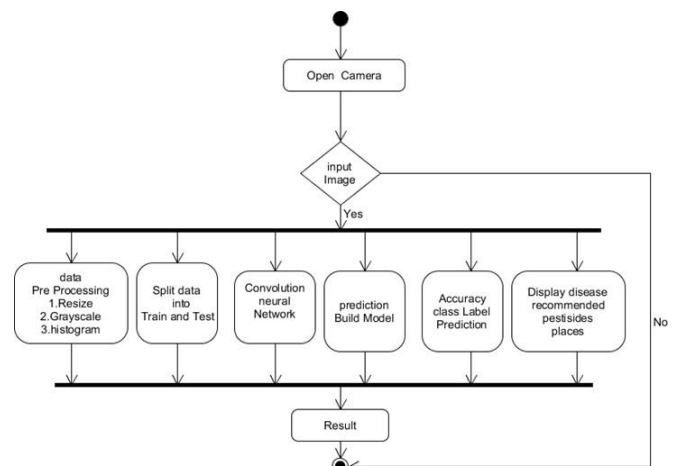 Open Camera
input
Image
Yes
data
Pre Processing
1.Resize
2.Grayscale
3.histogram
Split data
into
Train and Test
Convolution
neural
Network
prediction
Build Model
Accuracy
class Label
Prediction
Display disease
recommended
pestisides
places
No
Result